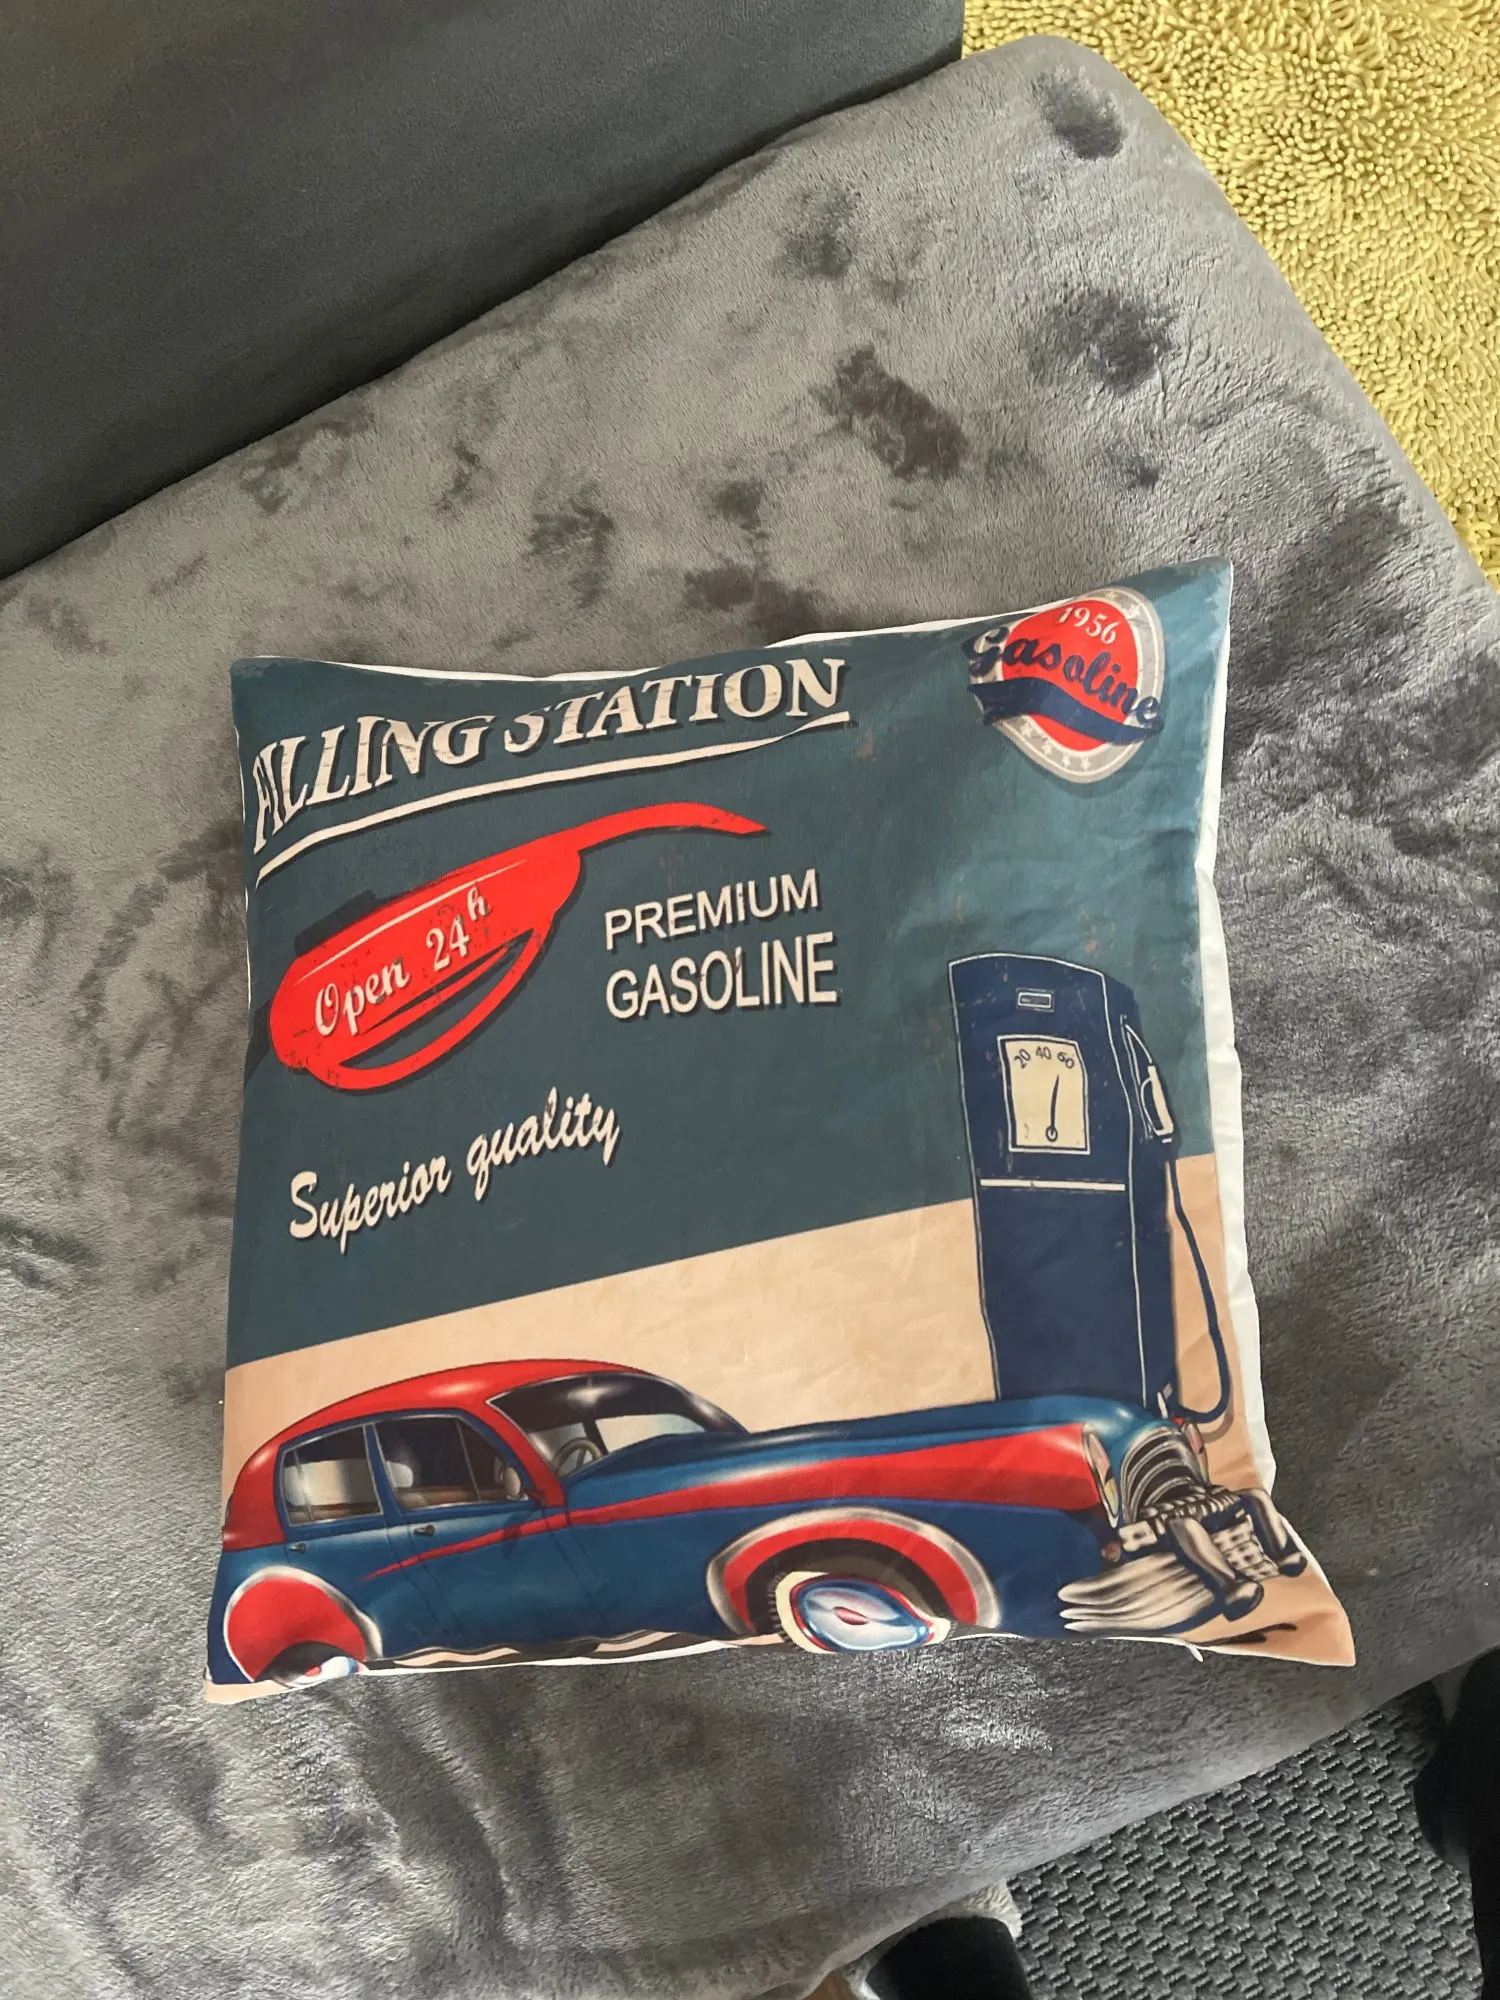 FILLING STATION
1956
Gasoline
Open 24h
PREMIUM
GASOLINE
20 40 60
Superior quality